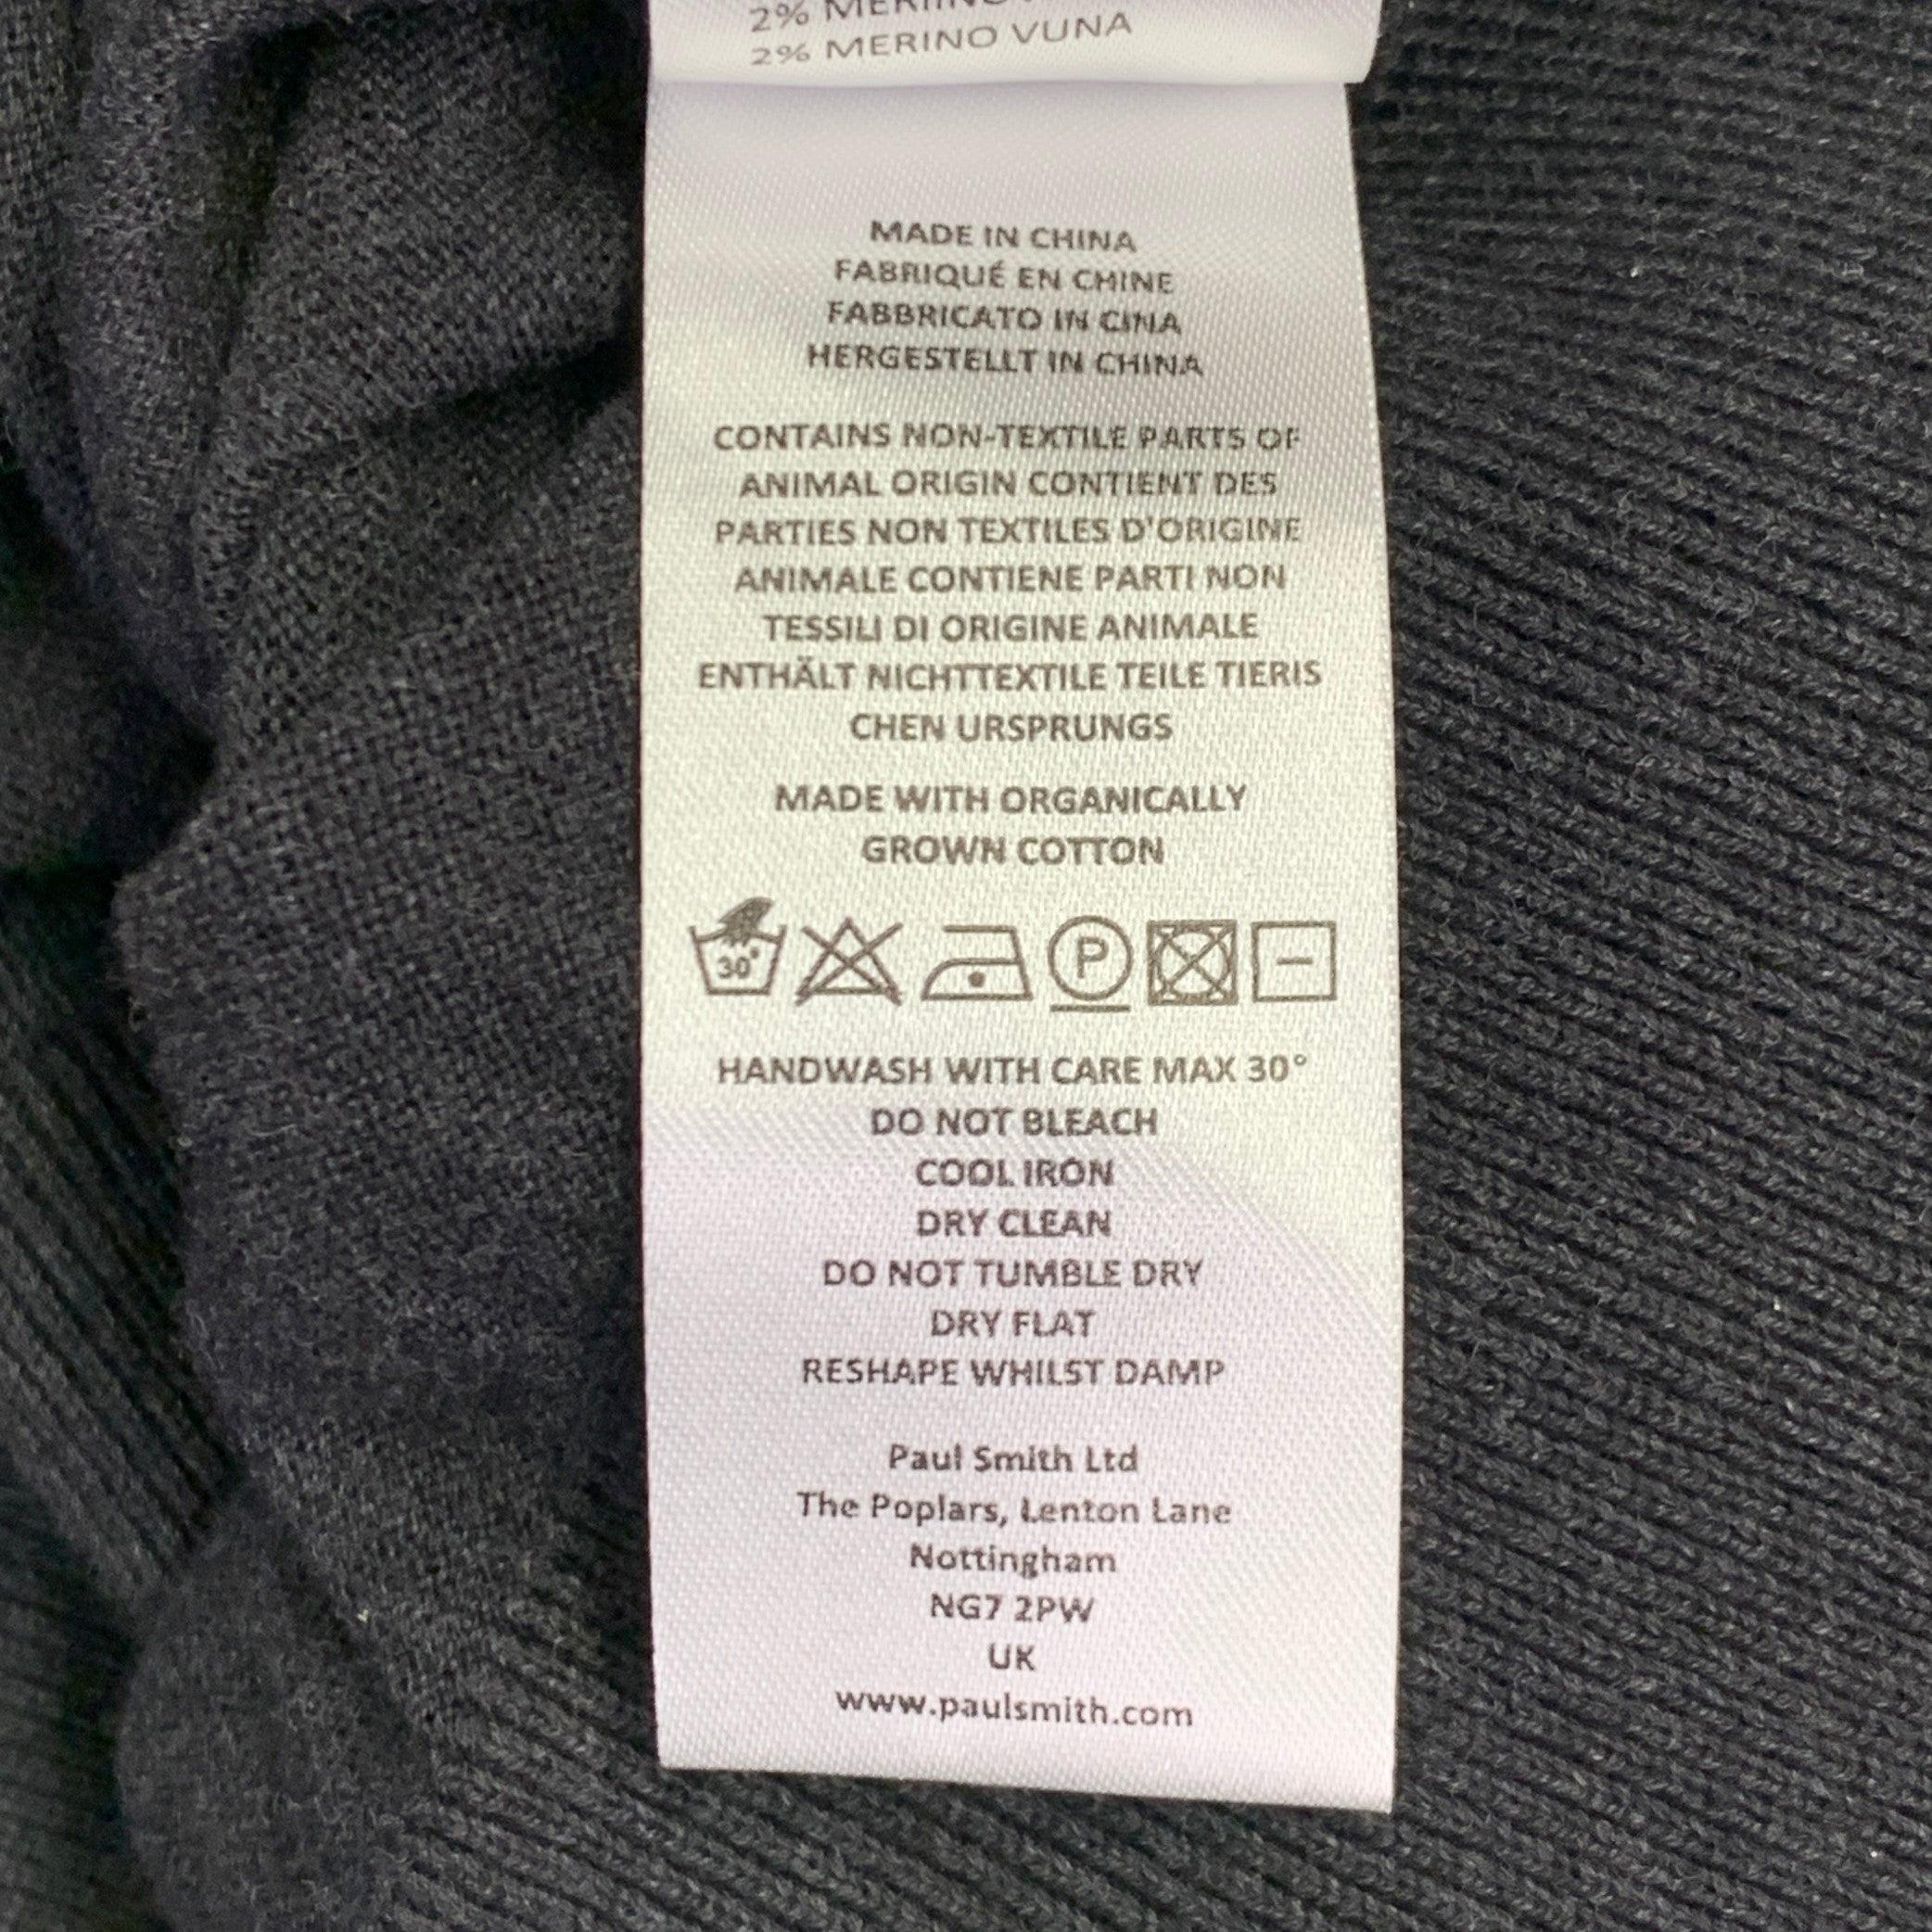 2% MERIINO
2% MERINO VUNA
MADE IN CHINA
FABRIQUÉ EN CHINE
FABBRICATO IN CINA
HERGESTELLT IN CHINA
CONTAINS NON-TEXTILE PARTS OF
ANIMAL ORIGIN CONTIENT DES
PARTIES NON TEXTILES D'ORIGINE
ANIMALE CONTIENE PARTI NON
TESSILI DI ORIGINE ANIMALE
ENTHÄLT NICHTTEXTILE TEILE TIERIS
CHEN URSPRUNGS
MADE WITH ORGANICALLY
GROWN COTTON
30° P
HANDWASH WITH CARE MAX 30°
DO NOT BLEACH
COOL IRON
DRY CLEAN
DO NOT TUMBLE DRY
DRY FLAT
RESHAPE WHILST DAMP
Paul Smith Ltd
The Poplars, Lenton Lane
Nottingham
NG7 2PW
UK
www.paulsmith.com